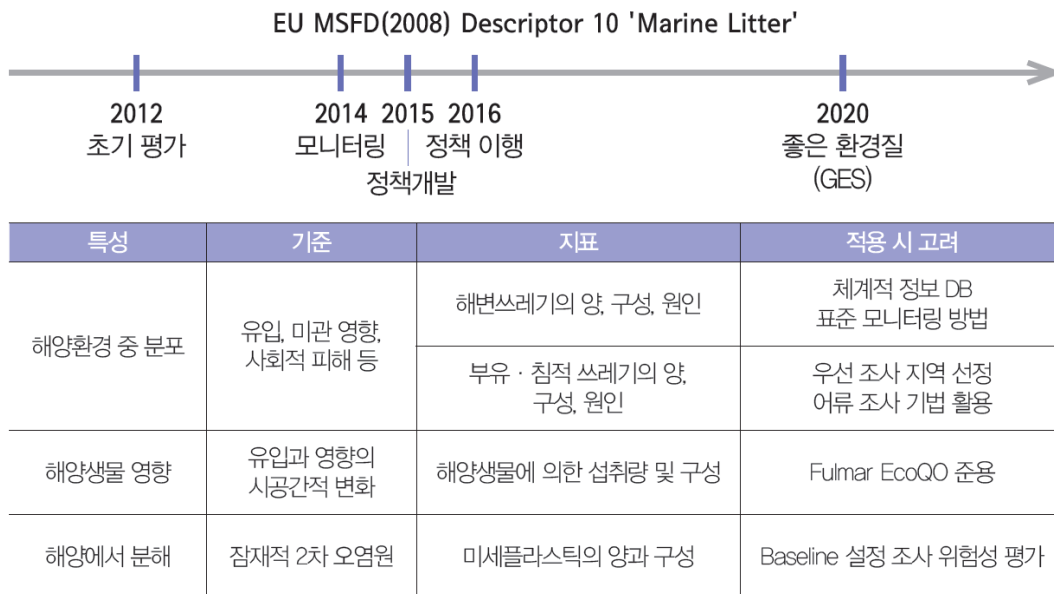 EU MSFD(2008) Descriptor 10 'Marine Litter'
2012 2014 2015 2016 2020
초기 평가 모니터링 정책 이행 좋은 환경질
정책개발 (GES)
특성 기준 지표 적용 시 고려
해양환경 중 분포
유입, 미관 영향,
사회적 피해 등
해변쓰레기의 양, 구성, 원인
체계적 정보 DB
표준 모니터링 방법
부유 · 침적 쓰레기의 양,
구성, 원인
우선 조사 지역 선정
어류 조사 기법 활용
해양생물 영향
유입과 영향의
시공간적 변화
해양생물에 의한 섭취량 및 구성
Fulmar EcoQO 준용
해양에서 분해
잠재적 2차 오염원
미세플라스틱의 양과 구성
Baseline 설정 조사 위험성 평가